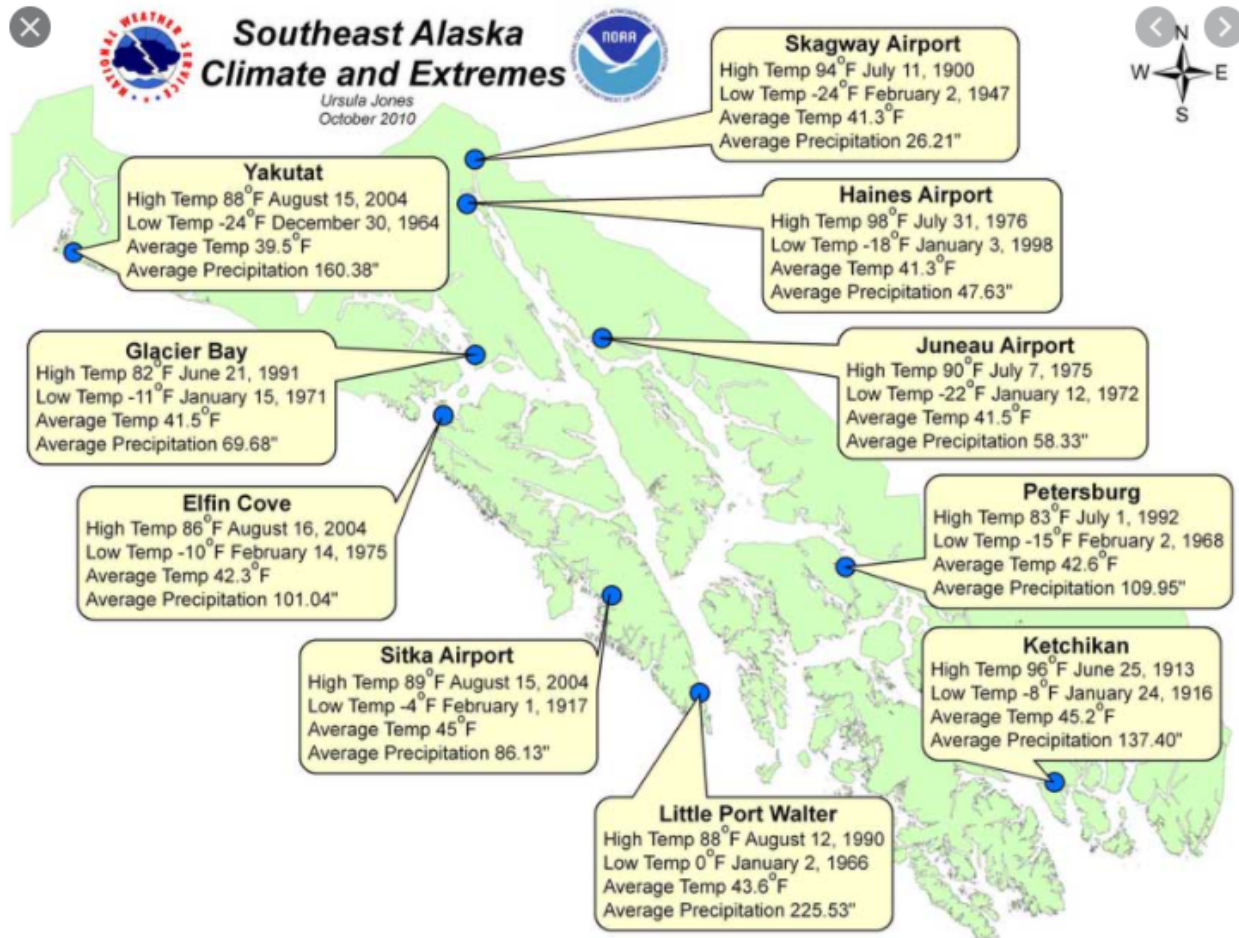 Southeast Alaska
Climate and Extremes
Ursula Jones
October 2010
NATIONAL WEATHER SERVICE
NOAA
N
W E
S
Skagway Airport
High Temp 94°F July 11, 1900
Low Temp -24°F February 2, 1947
Average Temp 41.3°F
Average Precipitation 26.21"
Yakutat
High Temp 88°F August 15, 2004
Low Temp -24°F December 30, 1964
Average Temp 39.5°F
Average Precipitation 160.38"
Haines Airport
High Temp 98°F July 31, 1976
Low Temp -18°F January 3, 1998
Average Temp 41.3°F
Average Precipitation 47.63"
Glacier Bay
High Temp 82°F June 21, 1991
Low Temp -11°F January 15, 1971
Average Temp 41.5°F
Average Precipitation 69.68"
Juneau Airport
High Temp 90°F July 7, 1975
Low Temp -22°F January 12, 1972
Average Temp 41.5°F
Average Precipitation 58.33"
Elfin Cove
High Temp 86°F August 16, 2004
Low Temp -10°F February 14, 1975
Average Temp 42.3°F
Average Precipitation 101.04"
Petersburg
High Temp 83°F July 1, 1992
Low Temp -15°F February 2, 1968
Average Temp 42.6°F
Average Precipitation 109.95"
Sitka Airport
High Temp 89°F August 15, 2004
Low Temp -4°F February 1, 1917
Average Temp 45°F
Average Precipitation 86.13"
Ketchikan
High Temp 96°F June 25, 1913
Low Temp -8°F January 24, 1916
Average Temp 45.2°F
Average Precipitation 137.40"
Little Port Walter
High Temp 88°F August 12, 1990
Low Temp 0°F January 2, 1966
Average Temp 43.6°F
Average Precipitation 225.53"